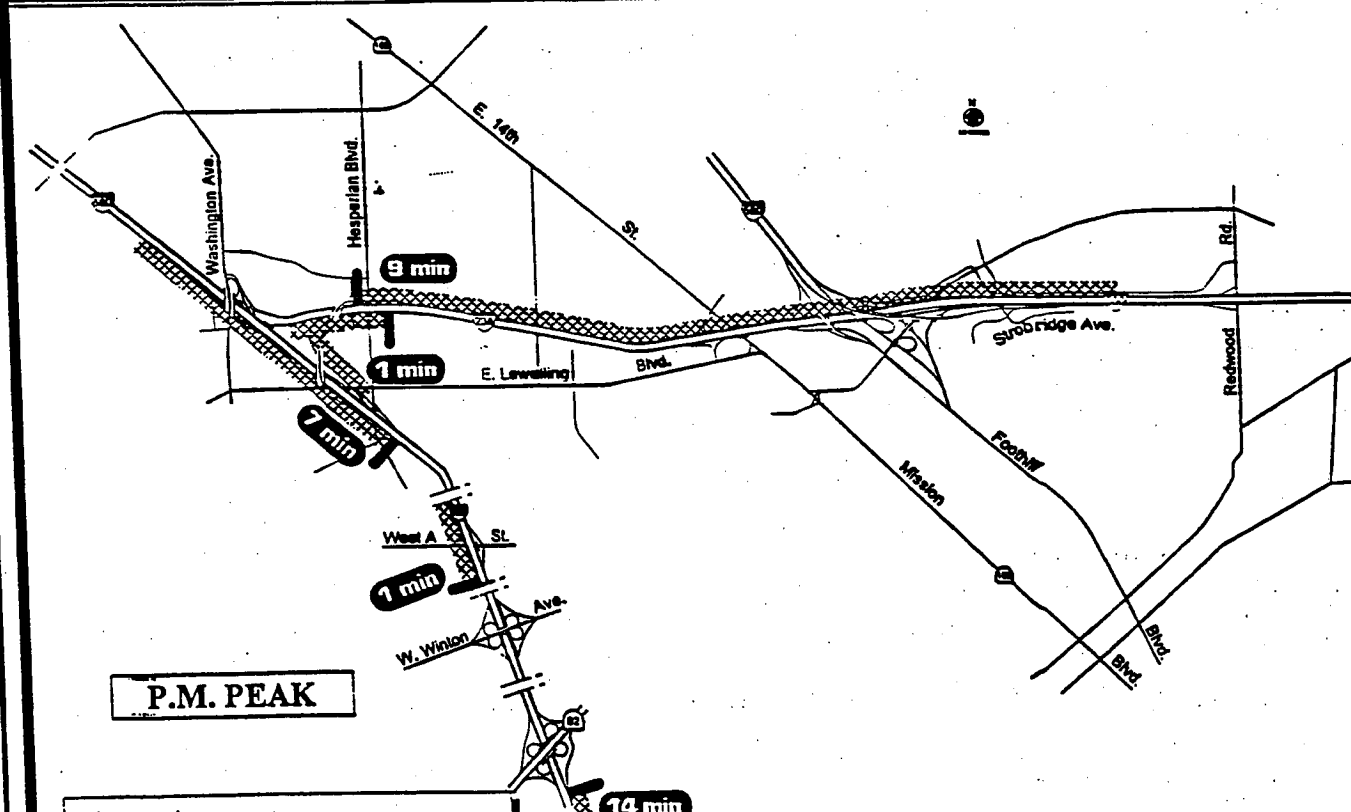 E. 14th
St.
Washington Ave.
Hesperian Blvd.
9 min
1 min
E. Lewelling
Blvd.
Strobridge Ave.
Redwood
Rd.
7 min
Foothill
Blvd.
Mission
Blvd.
West A
St.
1 min
W. Winton
Ave.
P.M. PEAK
92
14 min